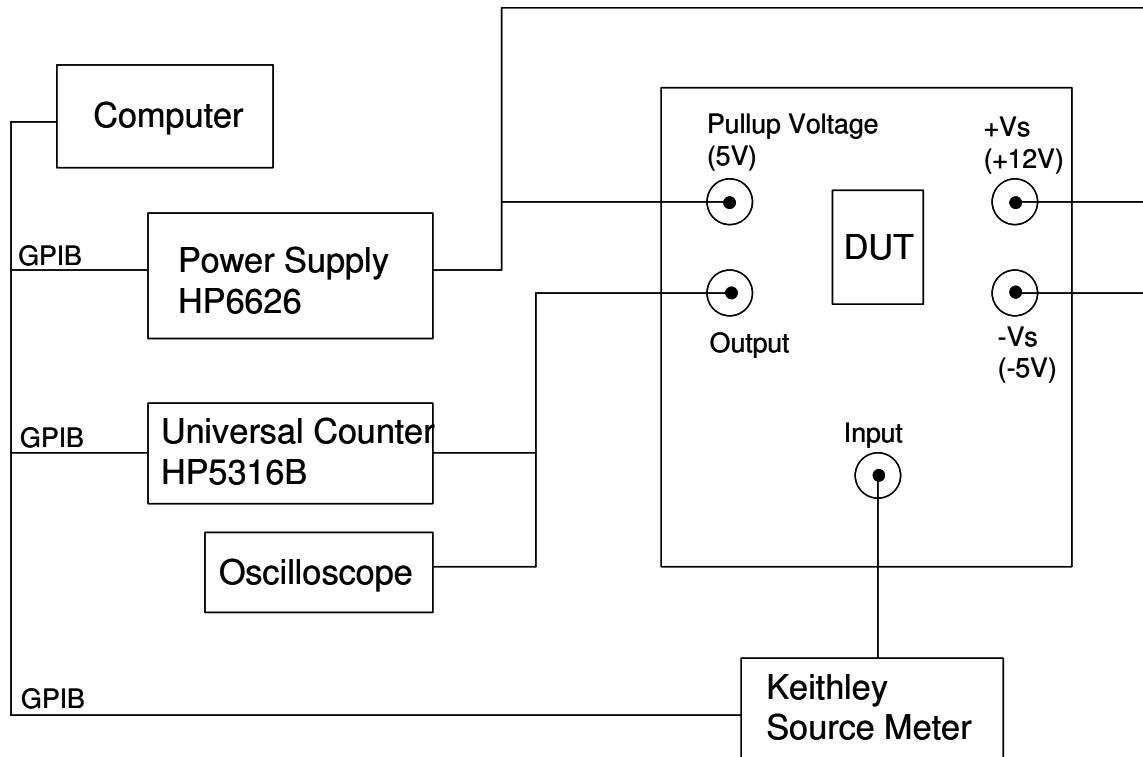 Computer
GPIB
Power Supply
HP6626
GPIB
Universal Counter
HP5316B
Oscilloscope
GPIB
Pullup Voltage
(5V)
+Vs
(+12V)
DUT
Output
-Vs
(-5V)
Input
Keithley
Source Meter